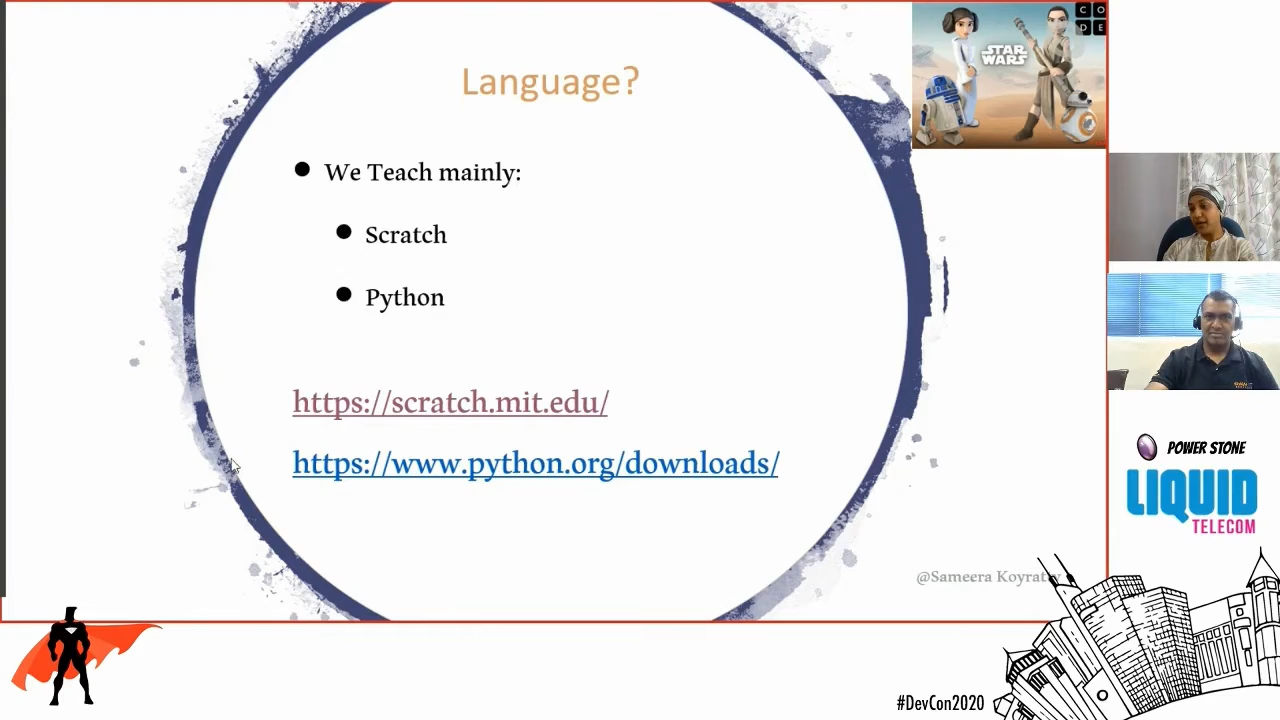 Language?
We Teach mainly:
Scratch
Python
https://scratch.mit.edu/
https://www.python.org/downloads/
@Sameera
C O
D E
STAR
WARS
POWER STONE
LIQUID
TELECOM
#DevCon2020